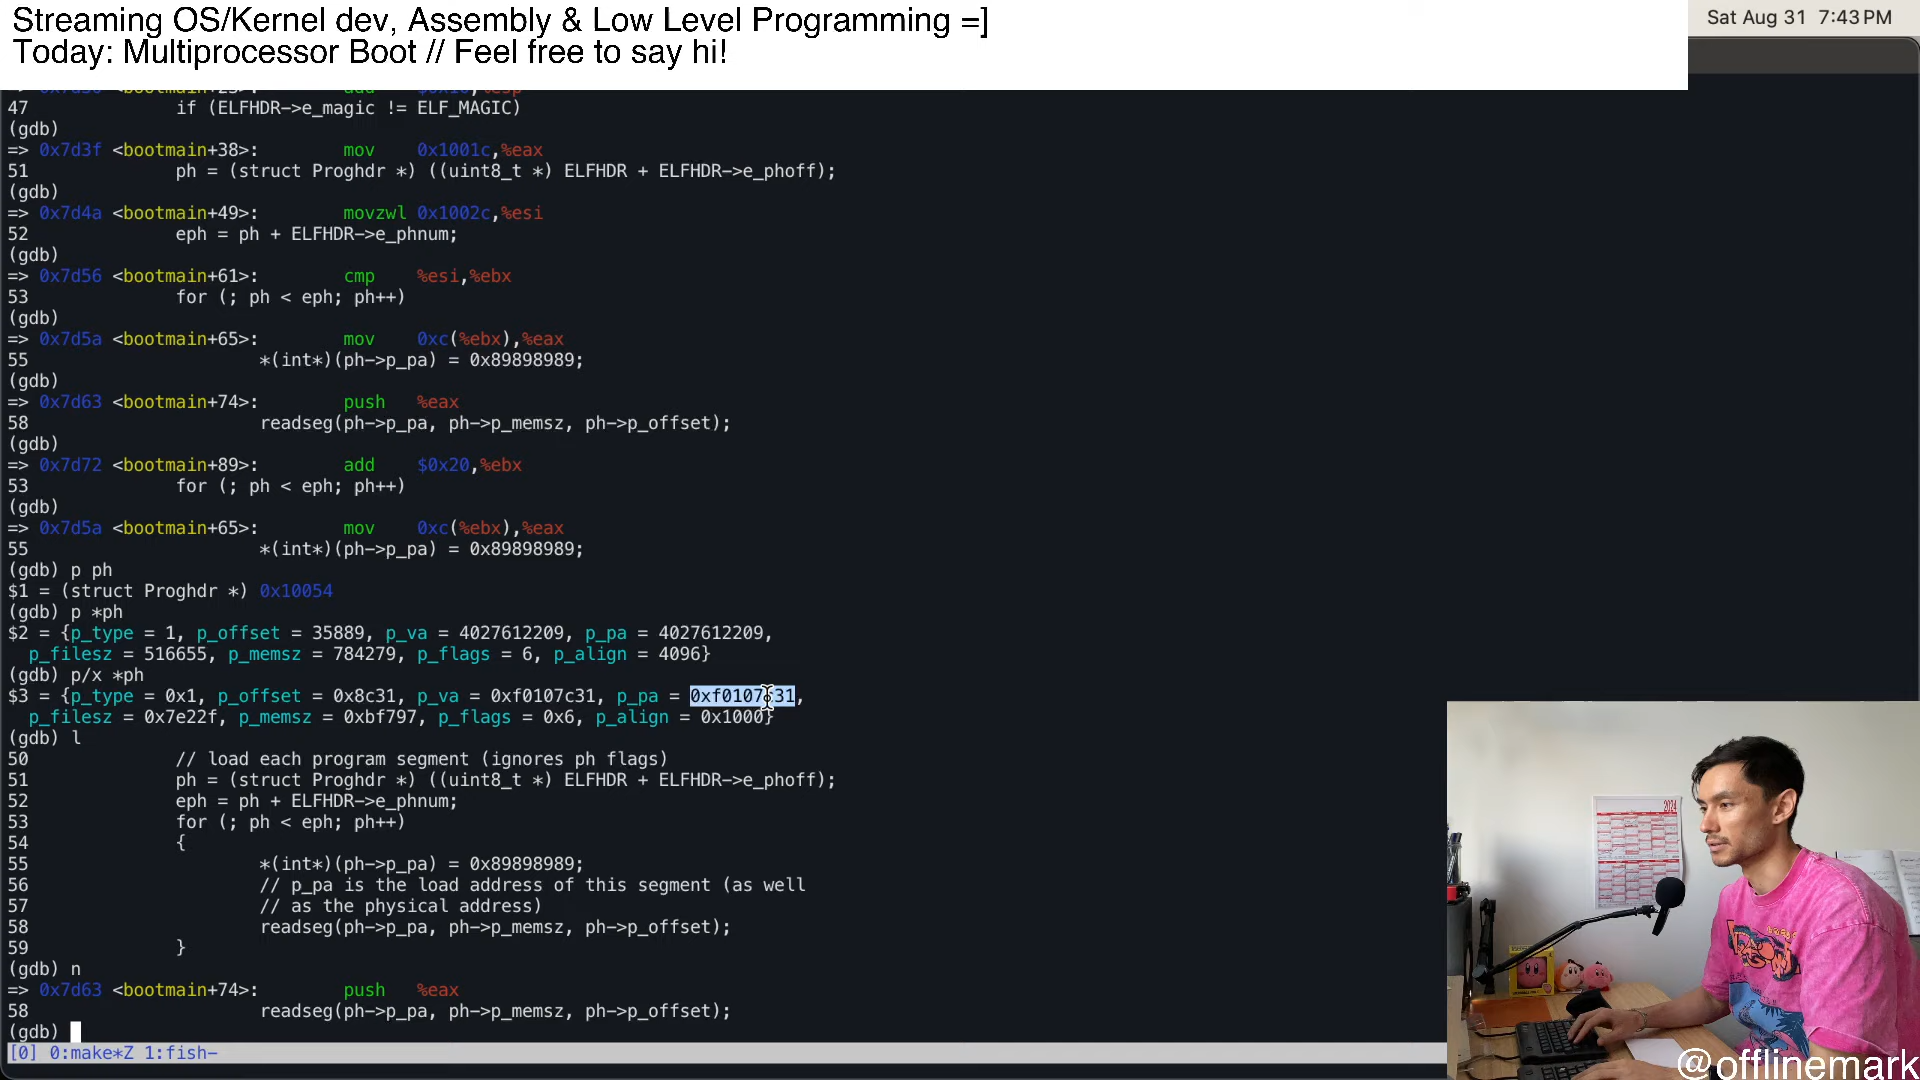 Streaming OS/Kernel dev, Assembly & Low Level Programming =]
Sat Aug 31 7:43 PM
Today: Multiprocessor Boot // Feel free to say hi!
47 if (ELFHDR->e_magic != ELF_MAGIC)
(gdb)
=> 0x7d3f <bootmain+38>: mov 0x1001c,%eax
51 ph = (struct Proghdr *) ((uint8_t *) ELFHDR + ELFHDR->e_phoff);
(gdb)
=> 0x7d4a <bootmain+49>: movzwl 0x1002c,%esi
52 eph = ph + ELFHDR->e_phnum;
(gdb)
=> 0x7d56 <bootmain+61>: cmp %esi,%ebx
53 for (; ph < eph; ph++)
(gdb)
=> 0x7d5a <bootmain+65>: mov 0xc(%ebx),%eax
55 *(int*)(ph->p_pa) = 0x89898989;
(gdb)
=> 0x7d63 <bootmain+74>: push %eax
58 readseg(ph->p_pa, ph->p_memsz, ph->p_offset);
(gdb)
=> 0x7d72 <bootmain+89>: add $0x20,%ebx
53 for (; ph < eph; ph++)
(gdb)
=> 0x7d5a <bootmain+65>: mov 0xc(%ebx),%eax
55 *(int*)(ph->p_pa) = 0x89898989;
(gdb) p ph
$1 = (struct Proghdr *) 0x10054
(gdb) p *ph
$2 = {p_type = 1, p_offset = 35889, p_va = 4027612209, p_pa = 4027612209,
p_filesz = 516655, p_memsz = 784279, p_flags = 6, p_align = 4096}
(gdb) p/x *ph
$3 = {p_type = 0x1, p_offset = 0x8c31, p_va = 0xf0107c31, p_pa = 0xf0107c31,
p_filesz = 0x7e22f, p_memsz = 0xbf797, p_flags = 0x6, p_align = 0x1000}
(gdb) l
50 // load each program segment (ignores ph flags)
51 ph = (struct Proghdr *) ((uint8_t *) ELFHDR + ELFHDR->e_phoff);
52 eph = ph + ELFHDR->e_phnum;
53 for (; ph < eph; ph++)
54 {
55 *(int*)(ph->p_pa) = 0x89898989;
56 // p_pa is the load address of this segment (as well
57 // as the physical address)
58 readseg(ph->p_pa, ph->p_memsz, ph->p_offset);
59 }
(gdb) n
=> 0x7d63 <bootmain+74>: push %eax
58 readseg(ph->p_pa, ph->p_memsz, ph->p_offset);
(gdb)
[0] 0:make*Z 1:fish-
2024
@offlinemark